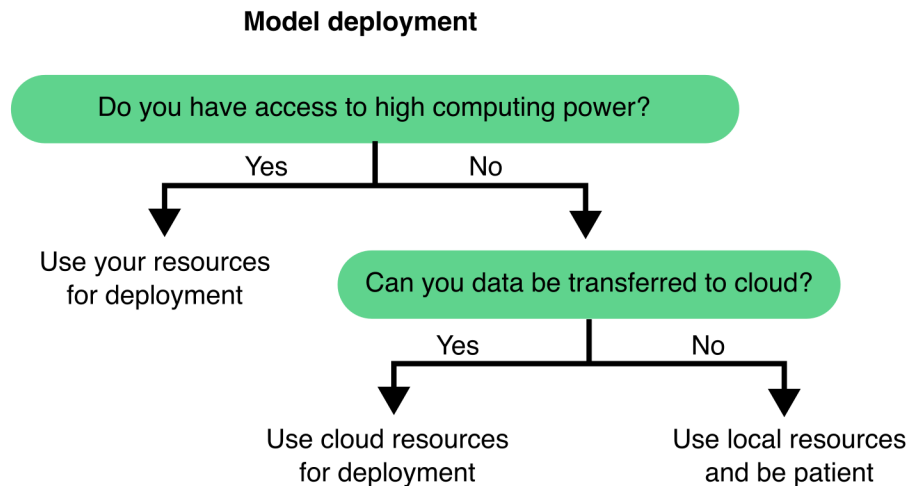 Model deployment
Do you have access to high computing power?
Yes
No
Use your resources
for deployment
Can you data be transferred to cloud?
Yes
No
Use cloud resources
for deployment
Use local resources
and be patient